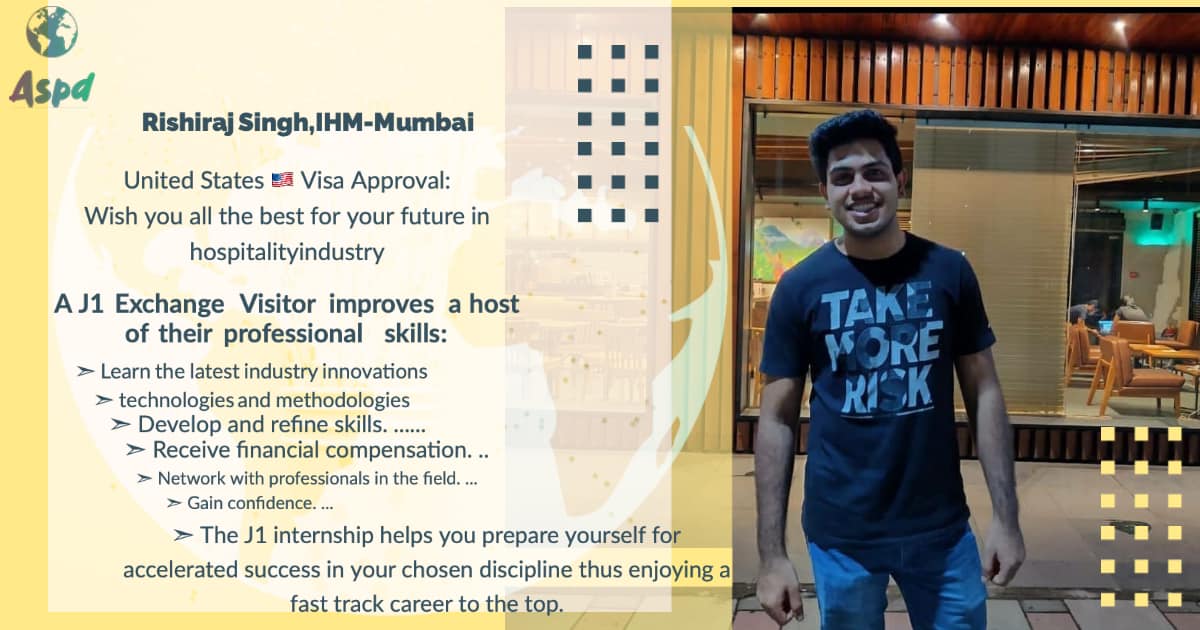 Aspd
Rishiraj Singh,IHM-Mumbai
United States 🇺🇸 Visa Approval:
Wish you all the best for your future in
hospitalityindustry
A J1 Exchange Visitor improves a host
of their professional skills:
➣ Learn the latest industry innovations
➣ technologies and methodologies
➣ Develop and refine skills. ......
➣ Receive financial compensation. ..
➣ Network with professionals in the field. ...
➣ Gain confidence. ...
➣ The J1 internship helps you prepare yourself for
accelerated success in your chosen discipline thus enjoying a
fast track career to the top.
TAKE
MORE
RISK